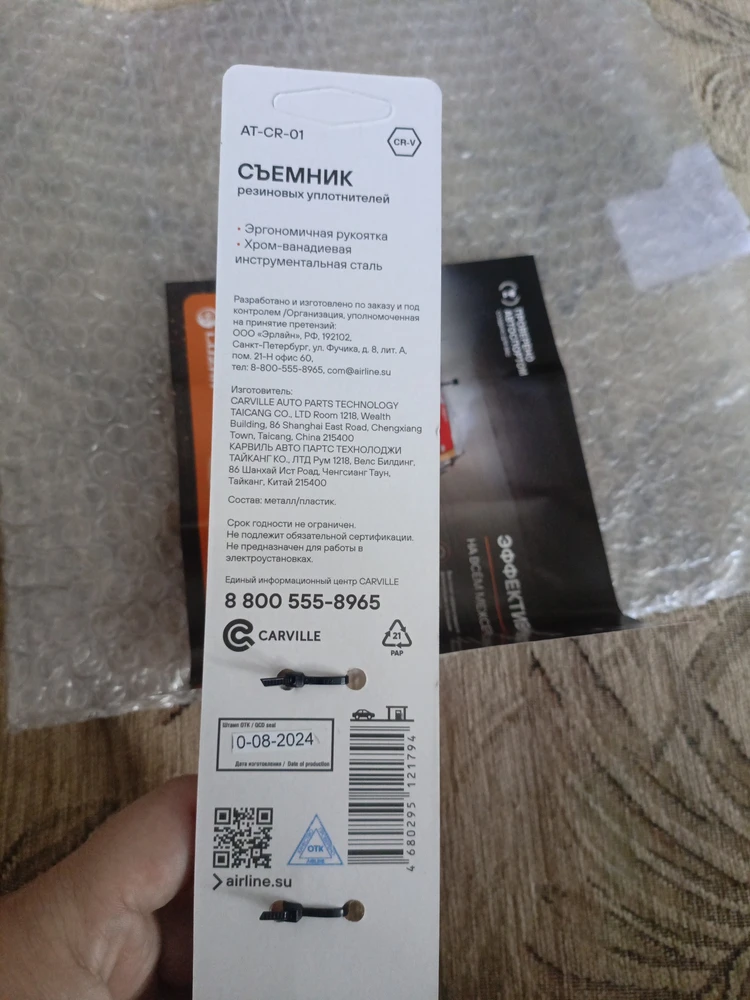 AT-CR-01
CR-V
СЪЕМНИК
резиновых уплотнителей
• Эргономичная рукоятка
• Хром-ванадиевая
инструментальная сталь
Разработано и изготовлено по заказу и под
контролем /Организация, уполномоченная
на принятие претензий:
ООО «Эрлайн», РФ, 192102,
Санкт-Петербург, ул. Фучика, д. 8, лит. А,
пом. 21-Н офис 60,
тел: 8-800-555-8965, com@airline.su
Изготовитель:
CARVILLE AUTO PARTS TECHNOLOGY
TAICANG CO., LTD Room 1218, Wealth
Building, 86 Shanghai East Road, Chengxiang
Town, Taicang, China 215400
КАРВИЛЬ АВТО ПАРТС ТЕХНОЛОДЖИ
ТАЙКАНГ КО., ЛТД Рум 1218, Велс Билдинг,
86 Шанхай Ист Роад, Ченгсианг Таун,
Тайканг, Китай 215400
Состав: металл/пластик.
Срок годности не ограничен.
Не подлежит обязательной сертификации.
Не предназначен для работы в
электроустановках.
Единый информационный центр CARVILLE
8 800 555-8965
CARVILLE
21
PAP
Штамп ОТК / QCD seal
0-08-2024
Дата изготовления / Date of production
4 680295 121794
ОТК
airline.su
ПРОВЕРЕНО
АВТОСПОРТОМ
ЭФФЕКТИВ
НА ВСЕМ